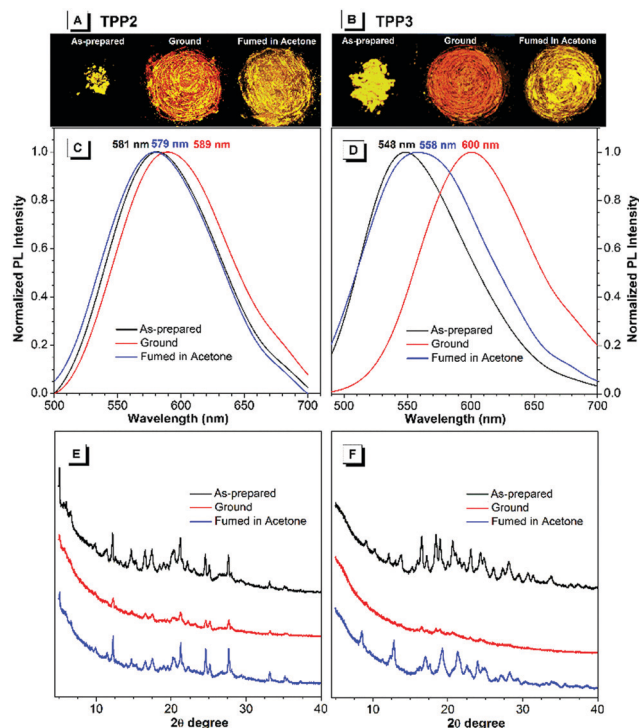 A TPP2
B TPP3
As-prepared Ground Fumed in Acetone
As-prepared Ground Fumed In Acetone
C
581 nm 579 nm 589 nm
D
548 nm 558 nm 600 nm
Normalized PL Intensity
1.0
0.8
0.6
0.4
0.2
0.0
As-prepared
Ground
Fumed in Acetone
500 550 600 650 700
Wavelength (nm)
As-prepared
Ground
Fumed in Acetone
550 600 650 700
Wavelength (nm)
1.0
0.8
0.6
0.4
0.2
0.0
Normalized PL Intensity
E
As-prepared
Ground
Fumed in Acetone
10 20 30 40
2θ degree
F
As-prepared
Ground
Fumed in Acetone
10 20 30 40
2θ degree